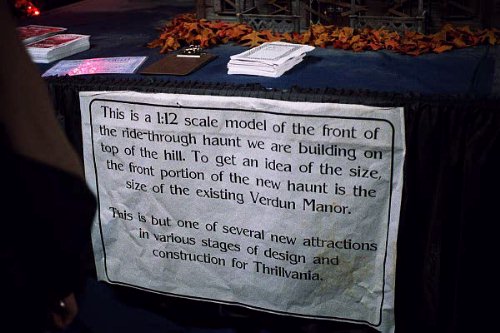 This is a 1:12 scale model of the front of
the ride-through haunt we are building on
top of the hill. To get an idea of the size,
the front portion of the new haunt is the
size of the existing Verdun Manor.
This is but one of several new attractions
in various stages of design and
construction for Thrillvania.